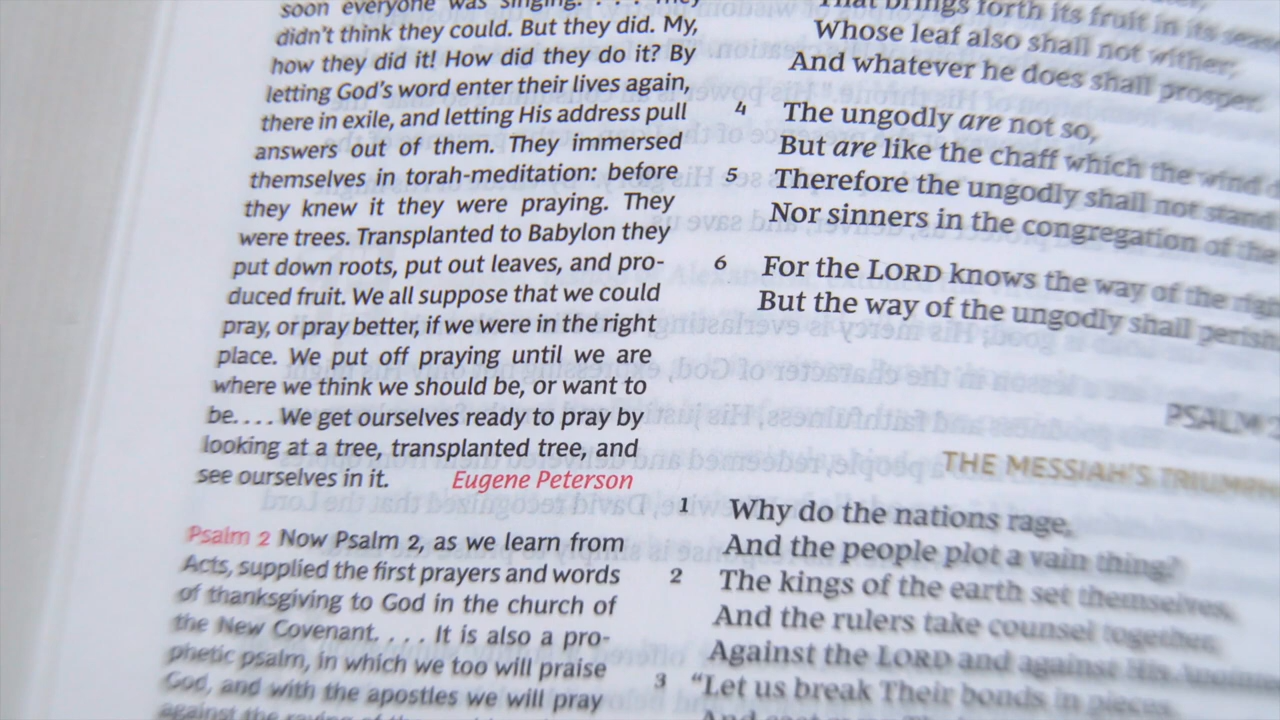 soon everyone was singing.
didn't think they could. But they did. My,
how they did it! How did they do it? By
letting God's word enter their lives again,
there in exile, and letting His address pull
answers out of them. They immersed
themselves in torah-meditation: before
they knew it they were praying. They
were trees. Transplanted to Babylon they
put down roots, put out leaves, and pro-
duced fruit. We all suppose that we could
pray, or pray better, if we were in the right
place. We put off praying until we are
where we think we should be, or want to
be.... We get ourselves ready to pray by
looking at a tree, transplanted tree, and
see ourselves in it. Eugene Peterson
Psalm 2 Now Psalm 2, as we learn from
Acts, supplied the first prayers and words
of thanksgiving to God in the church of
the New Covenant. . . . It is also a pro-
phetic psalm, in which we too will praise
God, and with the apostles we will pray
against the raving of the
That brings forth its fruit in its season
Whose leaf also shall not wither;
And whatever he does shall prosper.
4 The ungodly are not so,
But are like the chaff which the wind
5 Therefore the ungodly shall not stand
Nor sinners in the congregation of the
6 For the LORD knows the way of the
But the way of the ungodly shall perish.
PSALM 2
THE MESSIAH'S TRIUMPH
1 Why do the nations rage,
And the people plot a vain thing?
2 The kings of the earth set themselves,
And the rulers take counsel together,
Against the LORD and against His Anointed
3 "Let us break Their bonds in pieces